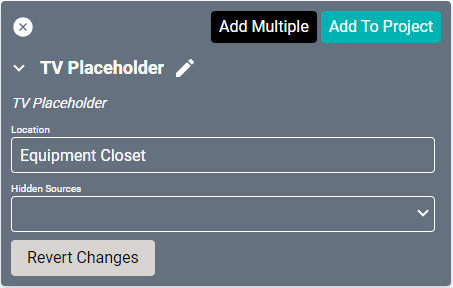 Add Multiple
Add To Project
TV Placeholder
TV Placeholder
Location
Equipment Closet
Hidden Sources
Revert Changes